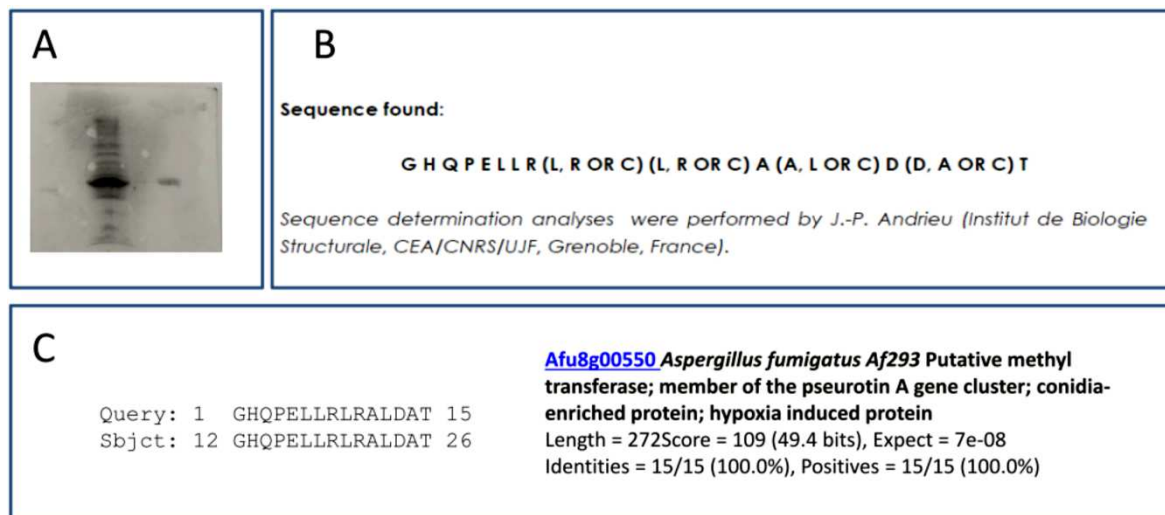 A
B
Sequence found:
G H Q P E L L R (L, R OR C) (L, R OR C) A (A, L OR C) D (D, A OR C) T
Sequence determination analyses were performed by J.-P. Andrieu (Institut de Biologie
Structurale, CEA/CNRS/UJF, Grenoble, France).
C
Query: 1 GHQPELLRLRALDAT 15
Sbjct: 12 GHQPELLRLRALDAT 26
Afu8g00550 Aspergillus fumigatus Af293 Putative methyl
transferase; member of the pseurotin A gene cluster; conidia-
enriched protein; hypoxia induced protein
Length = 272Score = 109 (49.4 bits), Expect = 7e-08
Identities = 15/15 (100.0%), Positives = 15/15 (100.0%)